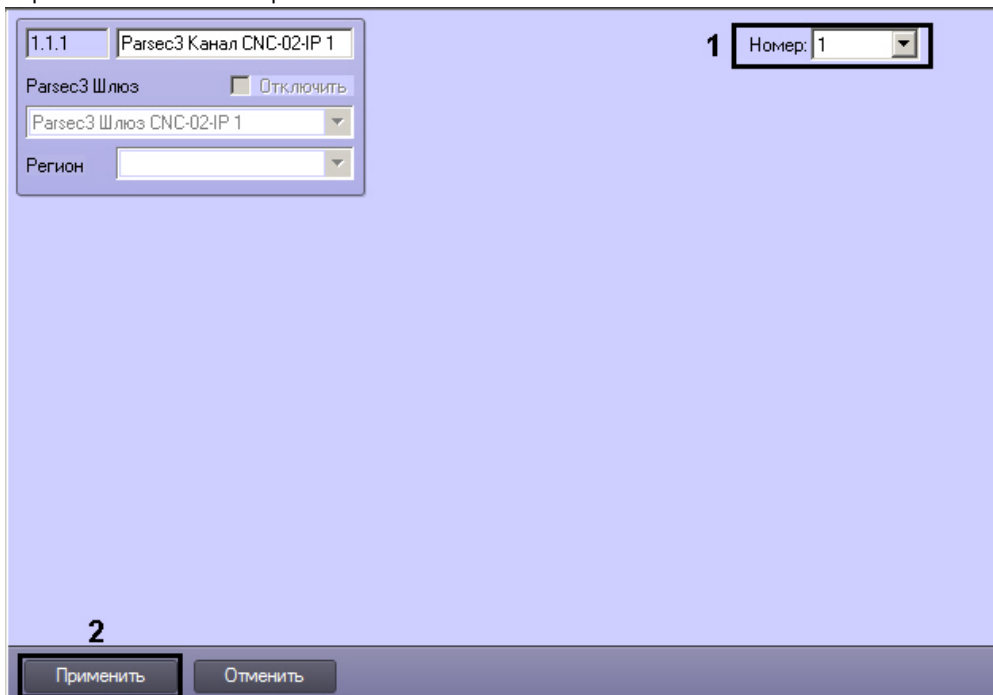 1.1.1 Parsec3 Канал CNC-02-IP 1
1 Номер: 1
Parsec3 Шлюз Отключить
Parsec3 Шлюз CNC-02-IP 1
Регион
2
Применить Отменить